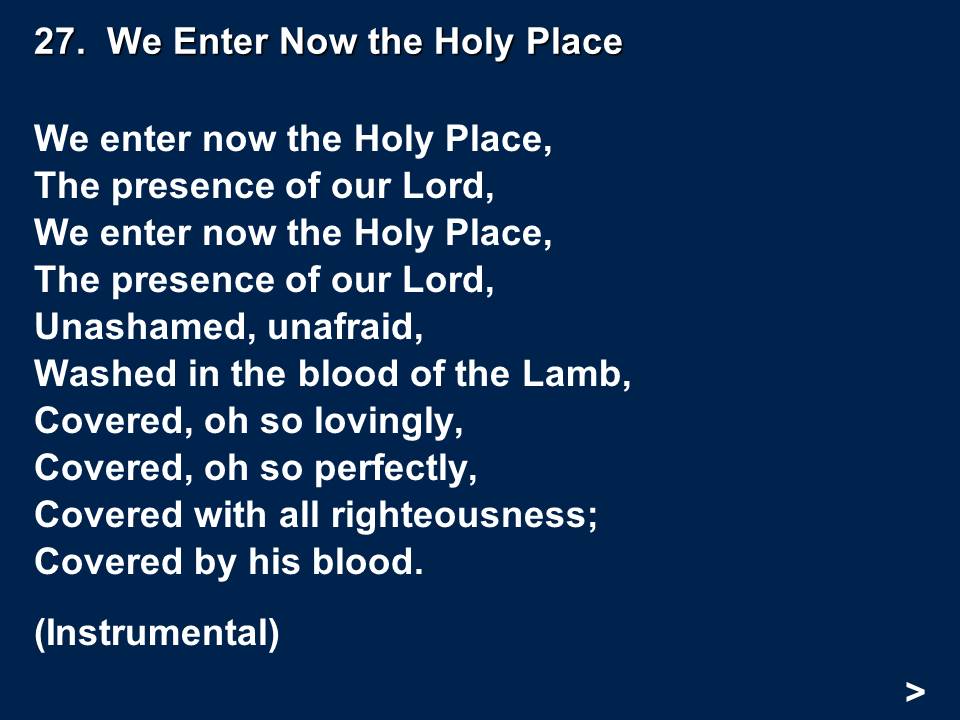 27. We Enter Now the Holy Place
We enter now the Holy Place,
The presence of our Lord,
We enter now the Holy Place,
The presence of our Lord,
Unashamed, unafraid,
Washed in the blood of the Lamb,
Covered, oh so lovingly,
Covered, oh so perfectly,
Covered with all righteousness;
Covered by his blood.
(Instrumental)
>